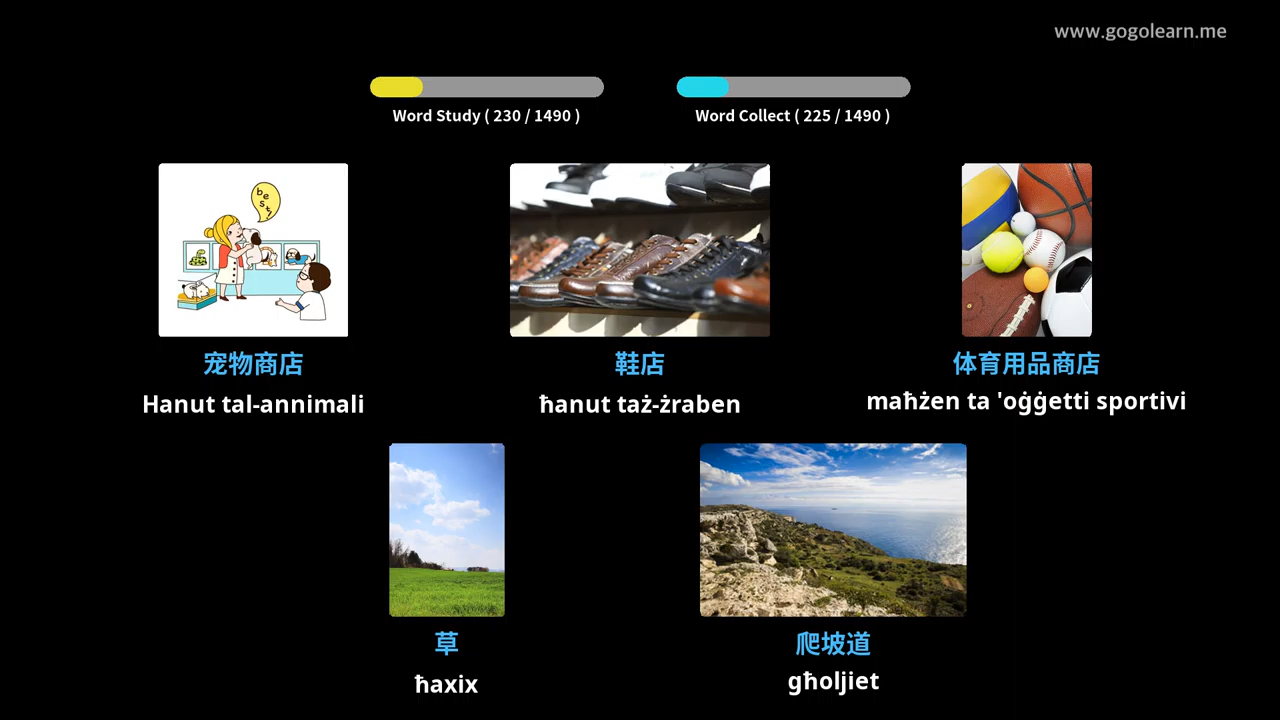 www.gogolearn.me
Word Study ( 230 / 1490 )
Word Collect ( 225 / 1490 )
best
宠物商店
Hanut tal-annimali
鞋店
ħanut taż-żraben
体育用品商店
maħżen ta 'oġġetti sportivi
草
ħaxix
爬坡道
għoljiet